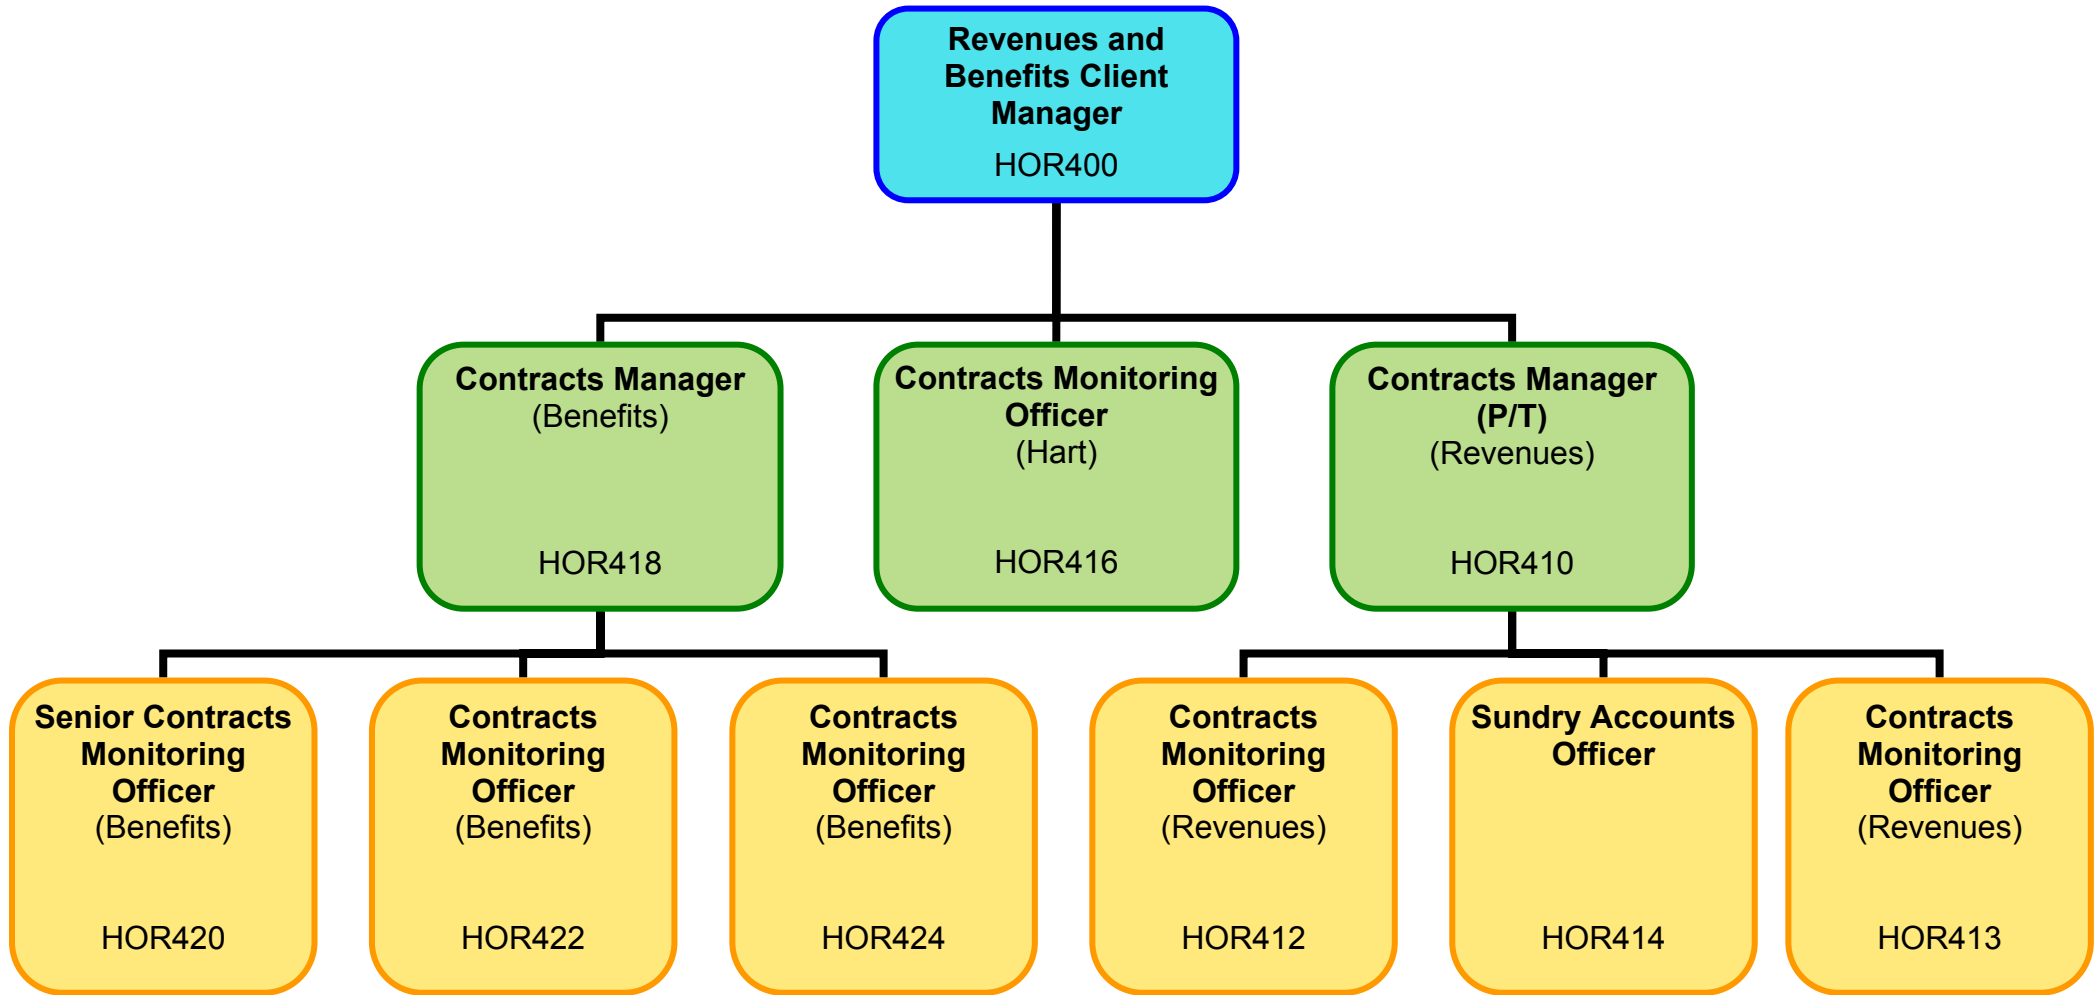 Revenues and
Benefits Client
Manager
HOR400
Contracts Manager
(Benefits)
HOR418
Contracts Monitoring
Officer
(Hart)
HOR416
Contracts Manager
(P/T)
(Revenues)
HOR410
Senior Contracts
Monitoring
Officer
(Benefits)
HOR420
Contracts
Monitoring
Officer
(Benefits)
HOR422
Contracts
Monitoring
Officer
(Benefits)
HOR424
Contracts
Monitoring
Officer
(Revenues)
HOR412
Sundry Accounts
Officer
HOR414
Contracts
Monitoring
Officer
(Revenues)
HOR413